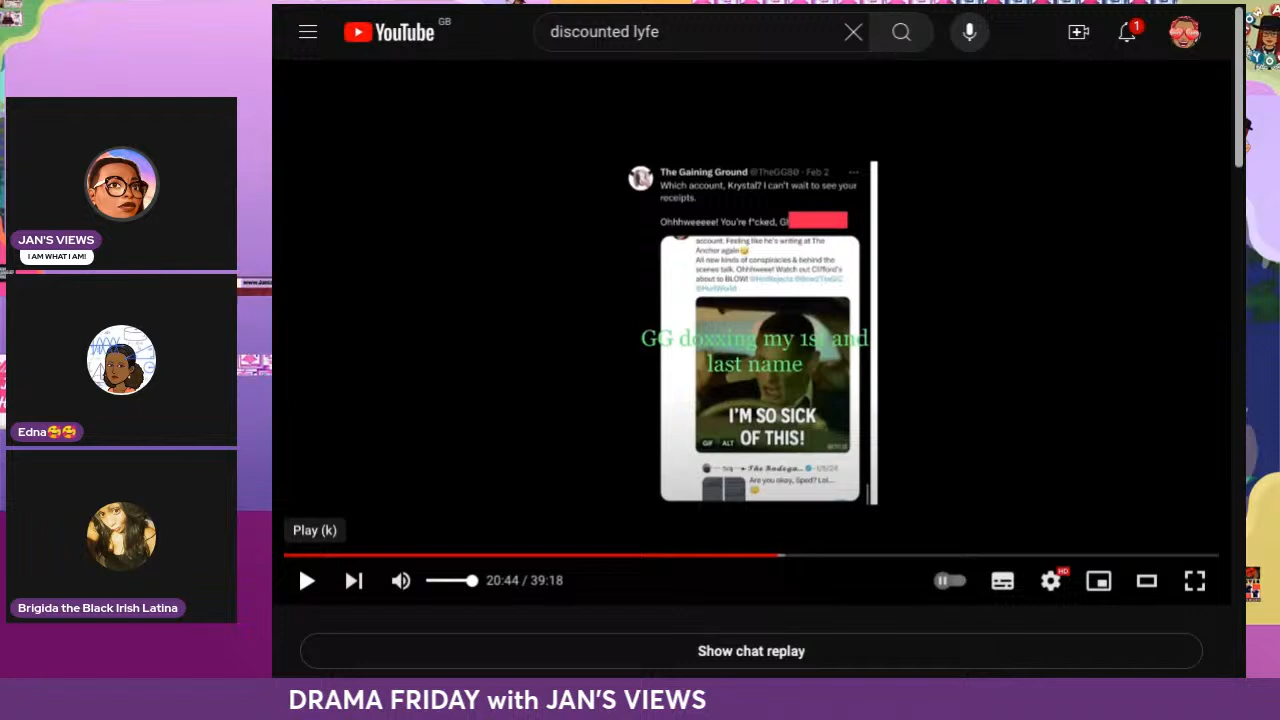 YouTube
GB
discounted lyfe
1
JAN'S VIEWS
I AM WHAT I AM!
Edna🥰🥰
Brigida the Black Irish Latina
The Gaining Ground @TheGG80 · Feb 2
Which account, Krystal? I can't wait to see your
receipts.
Ohhhweeeee! You're f*cked,
account: Feeling like he's writing at The
Anchor again😂
All new kinds of conspiracies & behind the
scenes talk. Ohhhweee! Watch out Clifford's
about to BLOW!
GG doxxing my 1st and
last name
I'M SO SICK
OF THIS!
GIF ALT
Are you okay, Sped? Lol....
Play (k)
20:44 / 39:18
HD
Show chat replay
DRAMA FRIDAY with JAN'S VIEWS